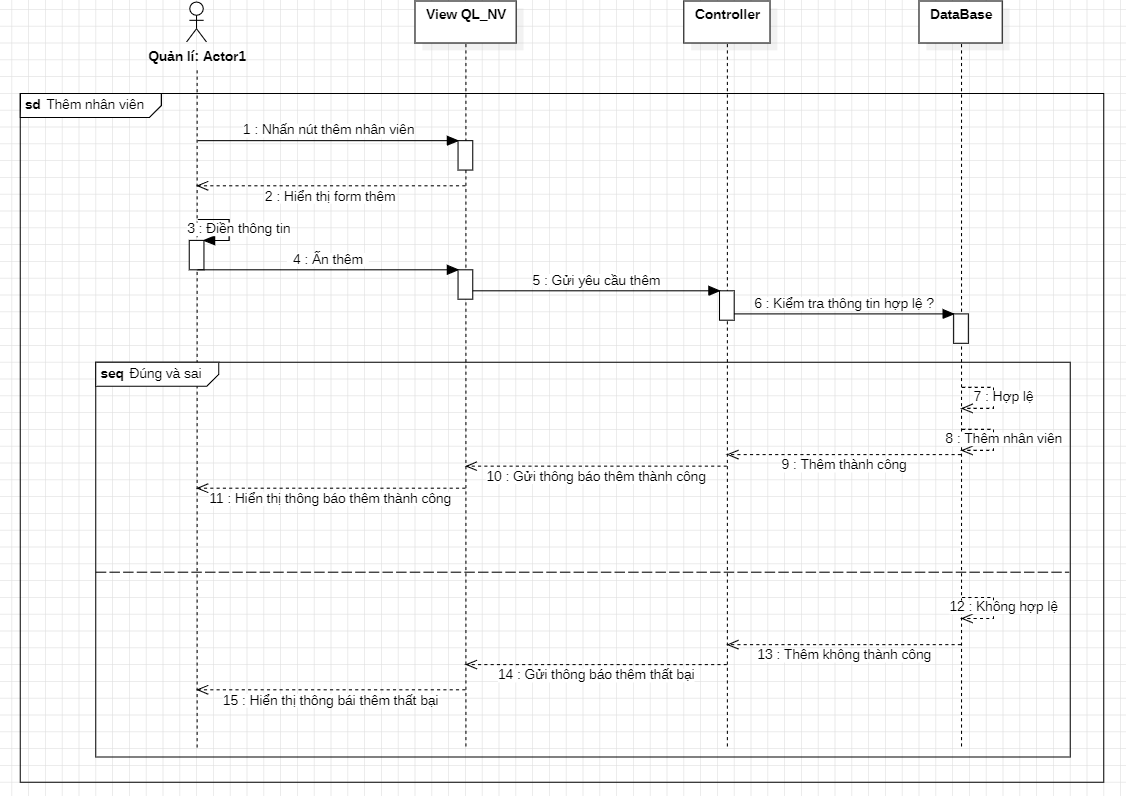 View QL_NV
Controller
DataBase
Quản lí: Actor1
sd Thêm nhân viên
1 : Nhấn nút thêm nhân viên
2 : Hiển thị form thêm
3 : Điền thông tin
4 : Ấn thêm
5 : Gửi yêu cầu thêm
6 : Kiểm tra thông tin hợp lệ ?
seq Đúng và sai
7 : Hợp lệ
8 : Thêm nhân viên
9 : Thêm thành công
10 : Gửi thông báo thêm thành công
11 : Hiển thị thông báo thêm thành công
12 : Không hợp lệ
13 : Thêm không thành công
14 : Gửi thông báo thêm thất bại
15 : Hiển thị thông bái thêm thất bại